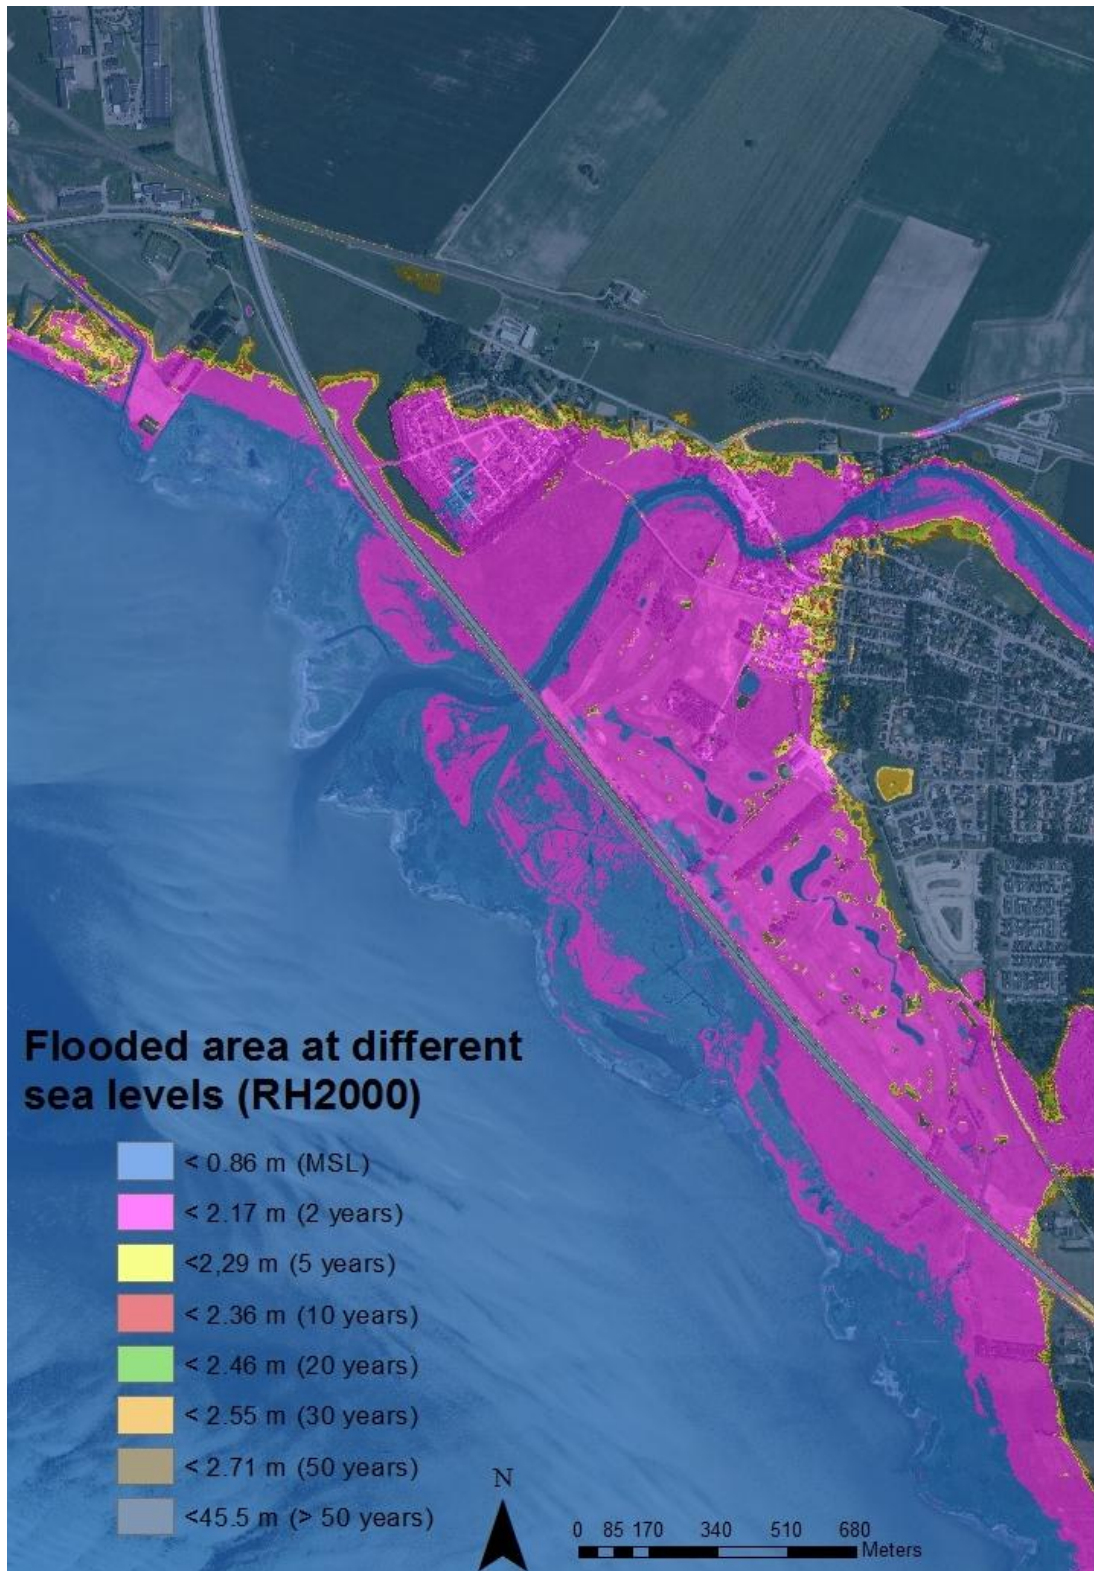 Flooded area at different
sea levels (RH2000)
< 0.86 m (MSL)
< 2.17 m (2 years)
<2,29 m (5 years)
< 2.36 m (10 years)
< 2.46 m (20 years)
< 2.55 m (30 years)
< 2.71 m (50 years)
<45.5 m (> 50 years)
N
0 85 170 340 510 680
Meters